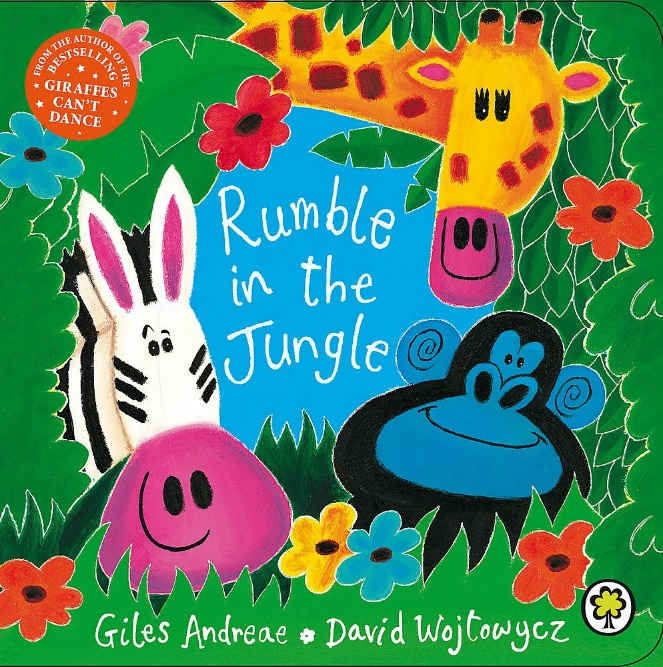 FROM THE AUTHOR OF THE
BESTSELLING
GIRAFFES
CAN'T
DANCE
Rumble
in the
Jungle
Giles Andreae David Wojtowycz